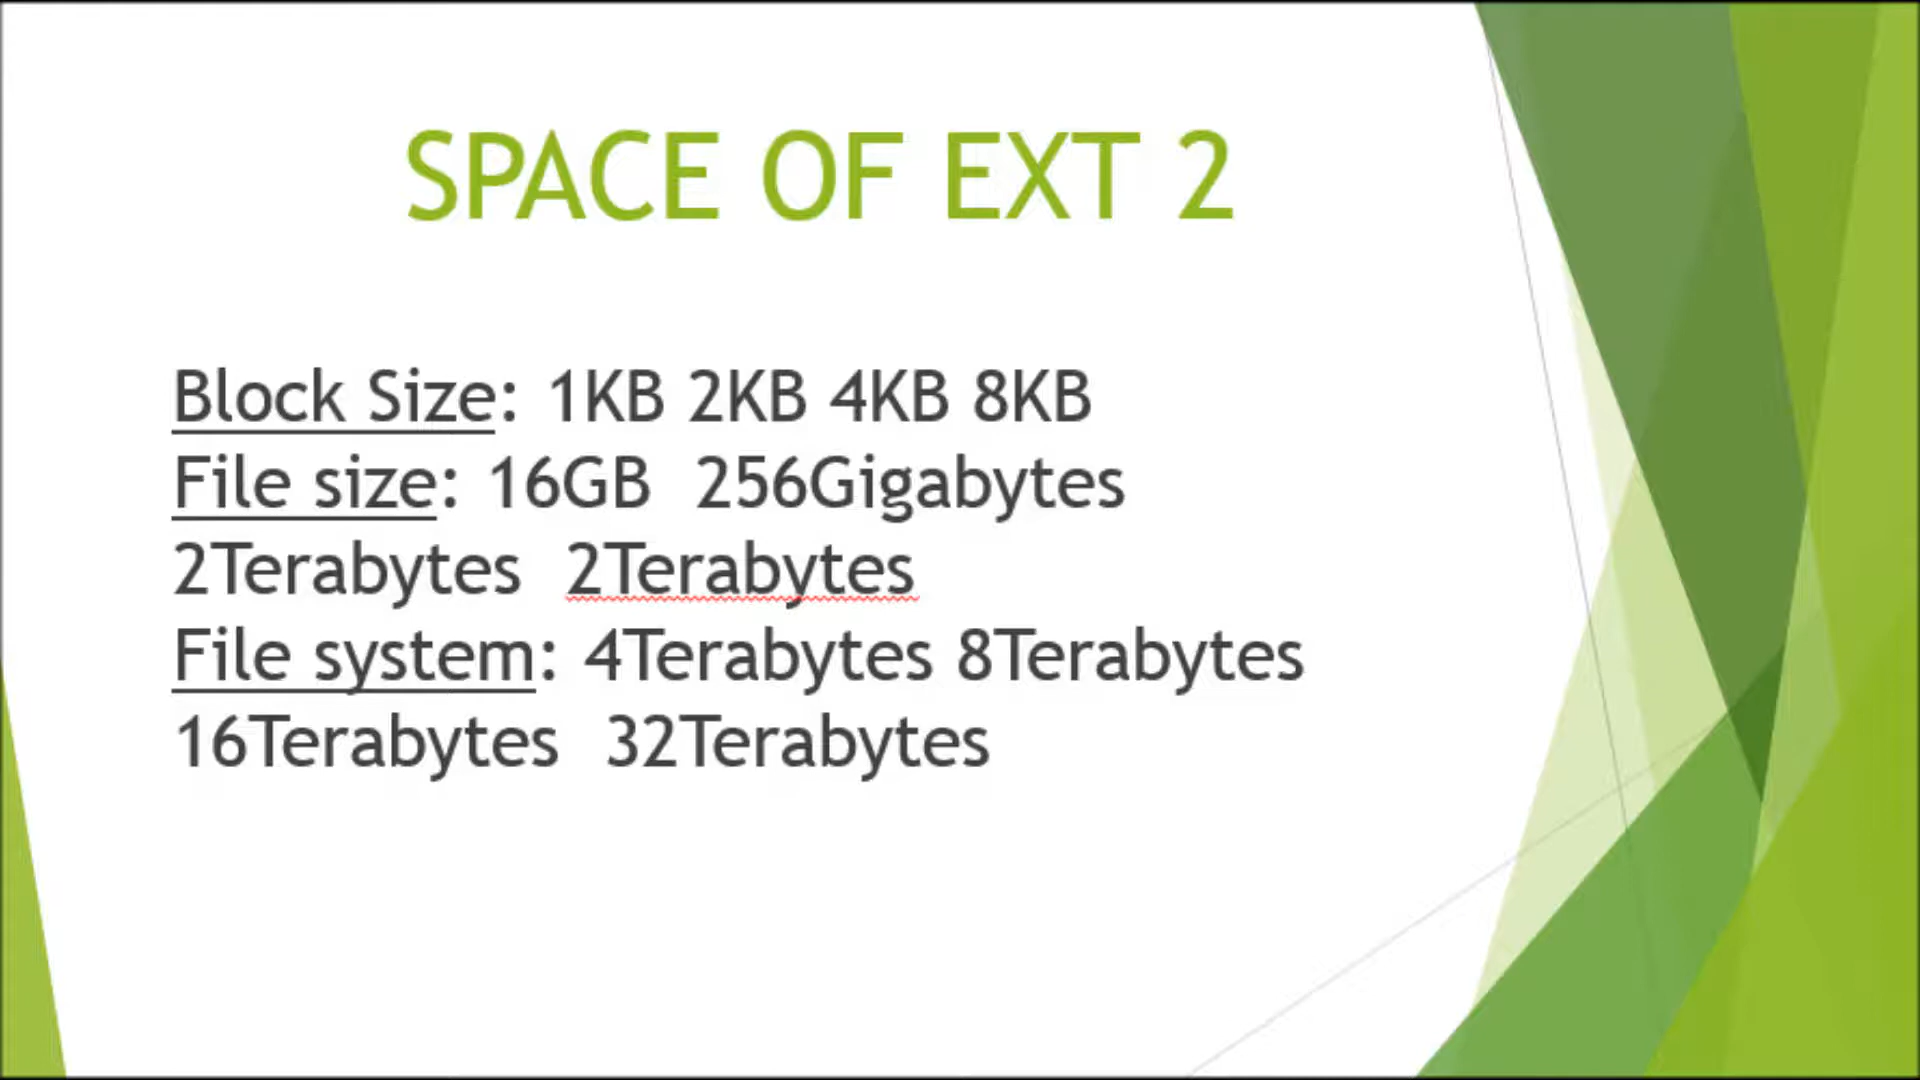 SPACE OF EXT 2
Block Size: 1KB 2KB 4KB 8KB
File size: 16GB  256Gigabytes
2Terabytes  2Terabytes
File system: 4Terabytes 8Terabytes
16Terabytes  32Terabytes